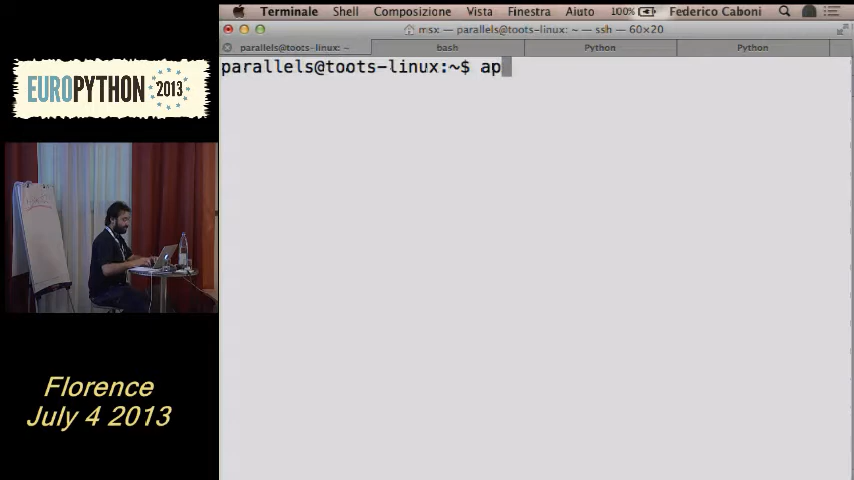 Terminale Shell Composizione Vista Finestra Aiuto 100% Federico Caboni
msx — parallels@toots-linux: ~ — ssh — 60×20
parallels@toots-linux: ~ bash Python Python
parallels@toots-linux:~$ ap
EUROPYTHON 2013
Florence
July 4 2013